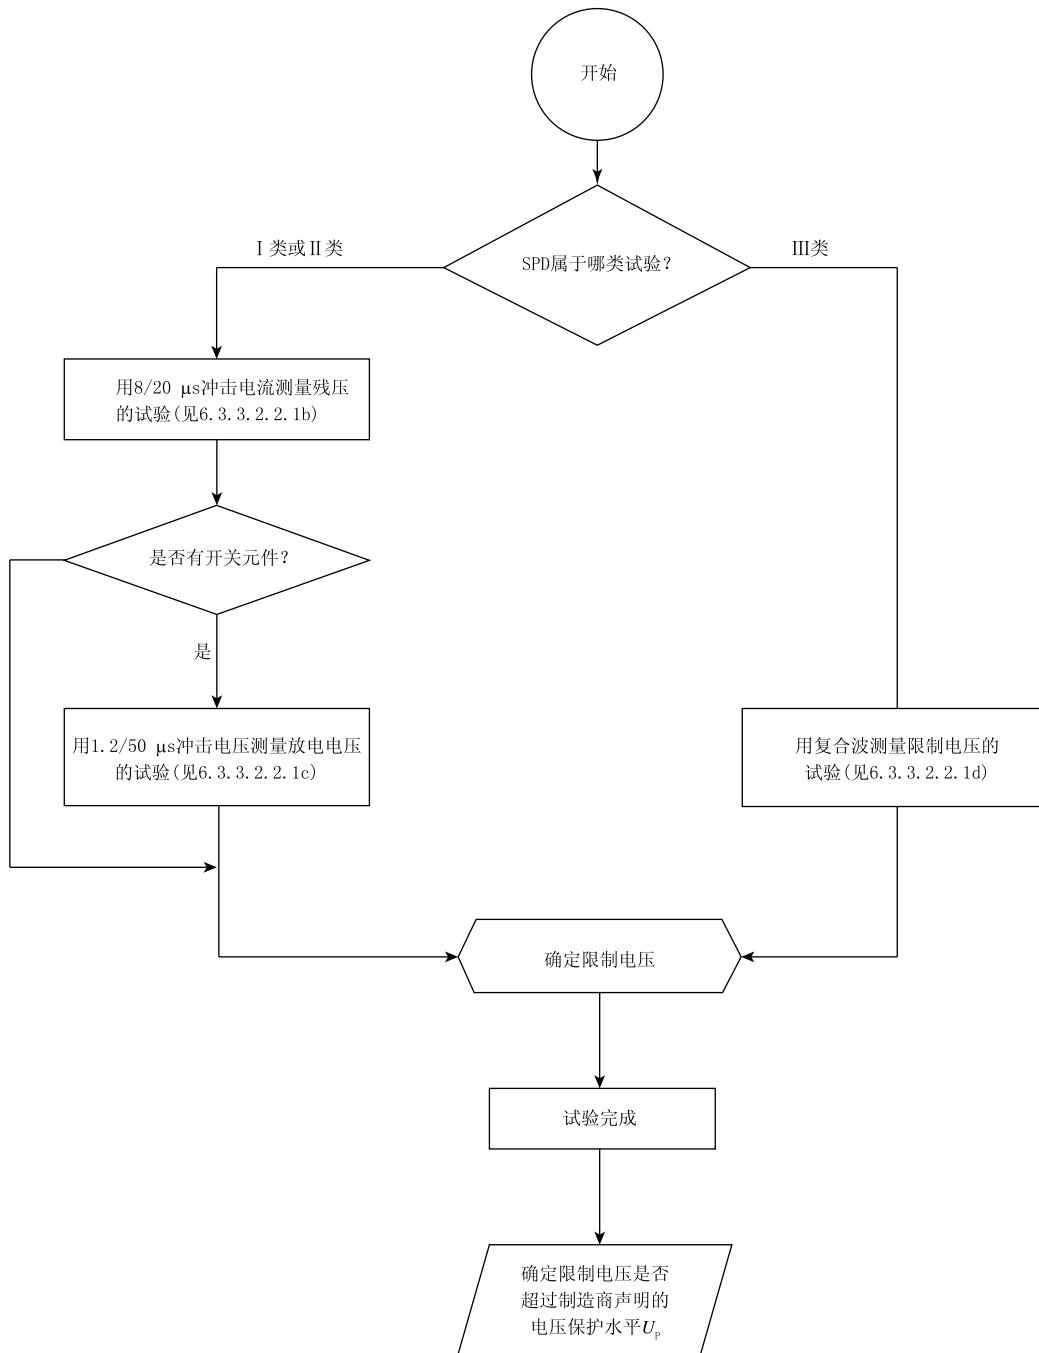 开始
SPD属于哪类试验?
Ⅰ类或Ⅱ类
Ⅲ类
用8/20 μs冲击电流测量残压
的试验(见6.3.3.2.2.1b)
是否有开关元件?
是
用1.2/50 μs冲击电压测量放电电压
的试验(见6.3.3.2.2.1c)
用复合波测量限制电压的
试验(见6.3.3.2.2.1d)
确定限制电压
试验完成
确定限制电压是否
超过制造商声明的
电压保护水平Up